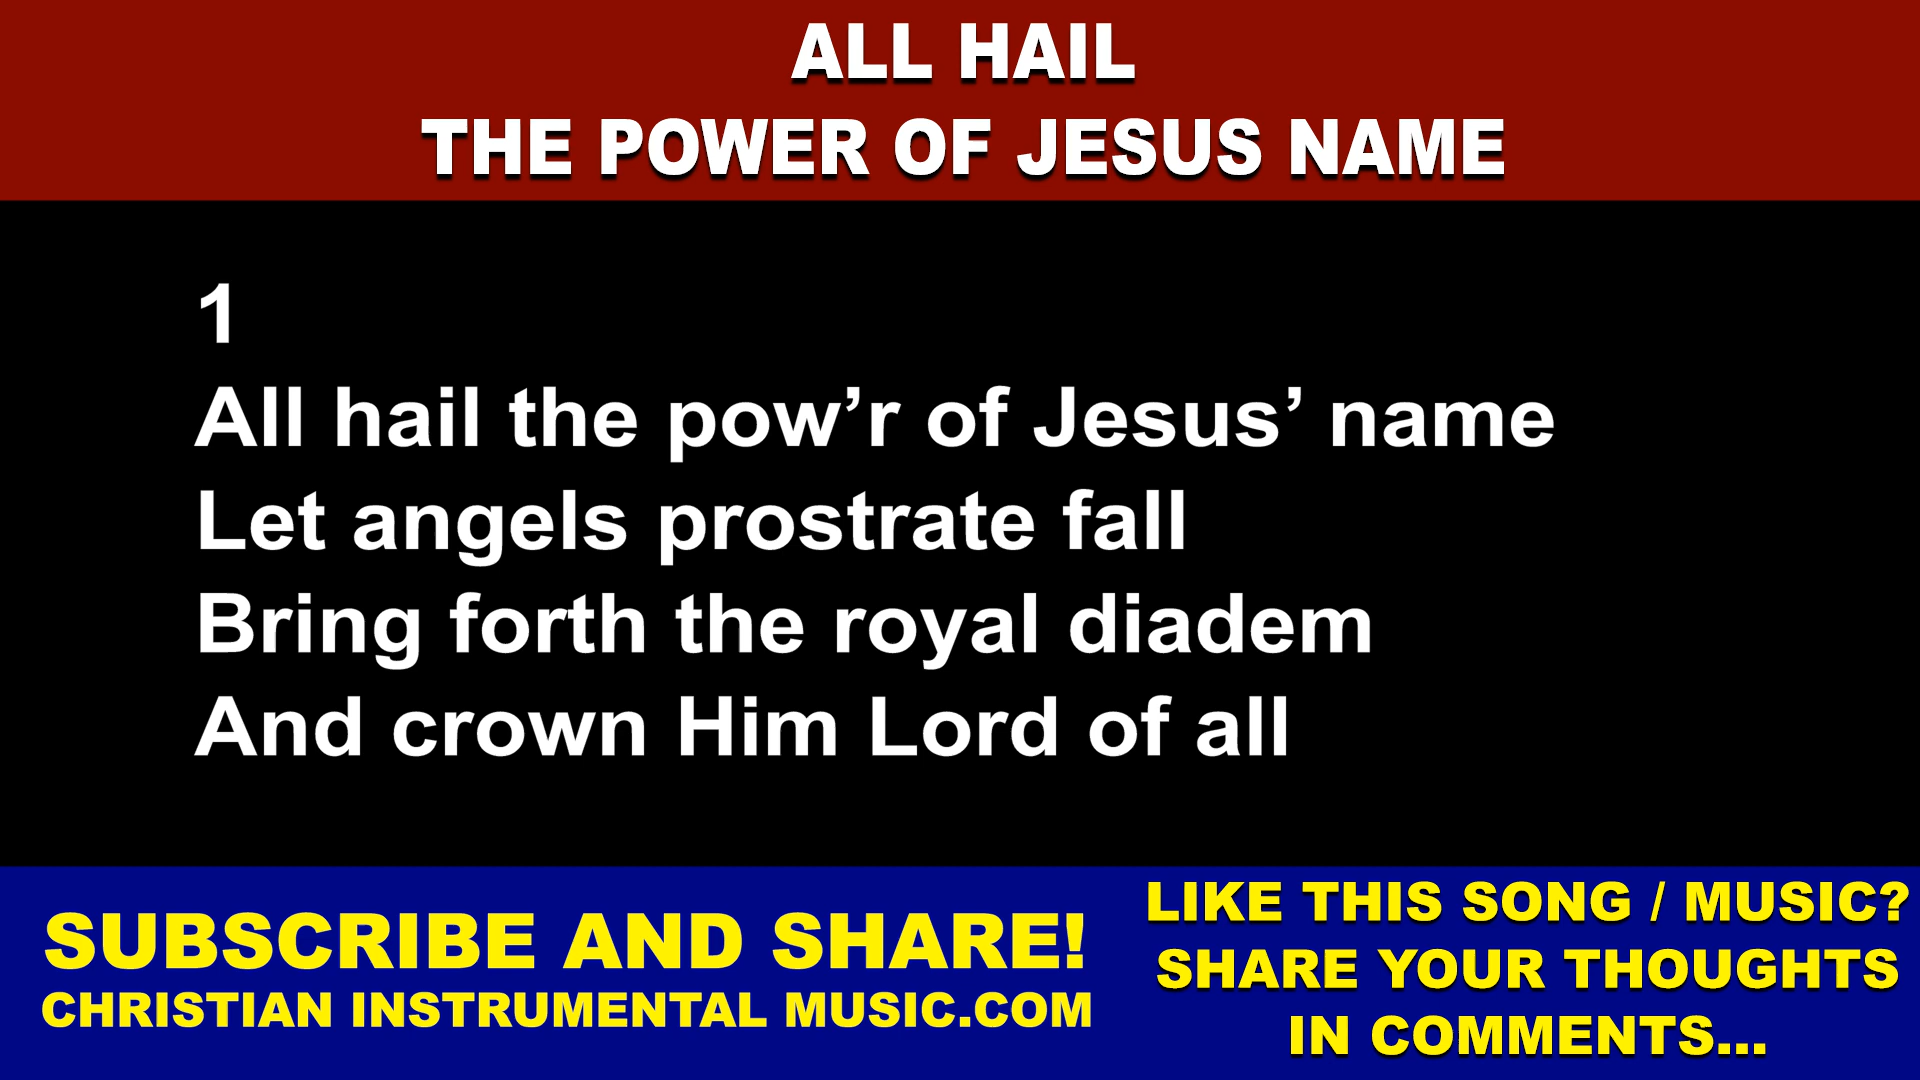 ALL HAIL
THE POWER OF JESUS NAME
1
All hail the pow’r of Jesus’ name
Let angels prostrate fall
Bring forth the royal diadem
And crown Him Lord of all
SUBSCRIBE AND SHARE!
CHRISTIAN INSTRUMENTAL MUSIC.COM
LIKE THIS SONG / MUSIC?
SHARE YOUR THOUGHTS
IN COMMENTS...